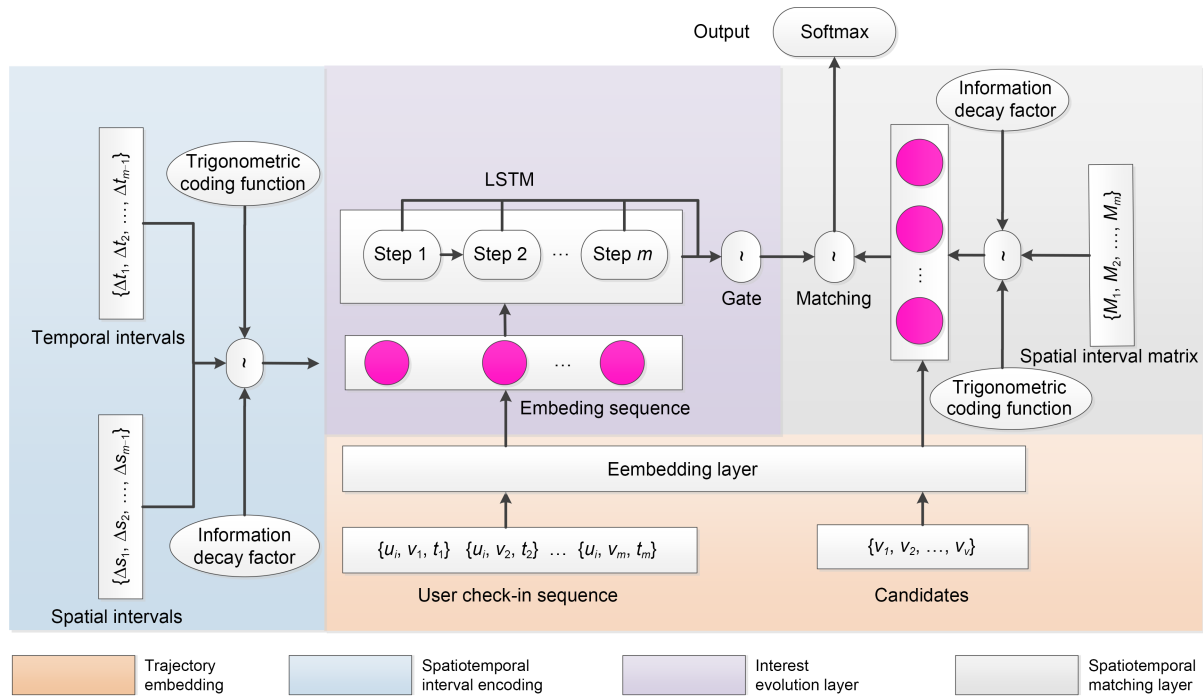 Output
Softmax
Trigonometric
coding function
{Δt1, Δt2, …, Δtm-1}
Temporal intervals
~
{Δs1, Δs2, …, Δsm-1}
Spatial intervals
Information
decay factor
LSTM
Step 1
Step 2
…
Step m
~
Gate
~
Matching
…
Embeding sequence
Information
decay factor
…
~
{M1, M2, …, Mm}
Spatial interval matrix
Trigonometric
coding function
Eembedding layer
{ui, v1, t1} {ui, v2, t2} … {ui, vm, tm}
User check-in sequence
{v1, v2, …, vv}
Candidates
Trajectory
embedding
Spatiotemporal
interval encoding
Interest
evolution layer
Spatiotemporal
matching layer